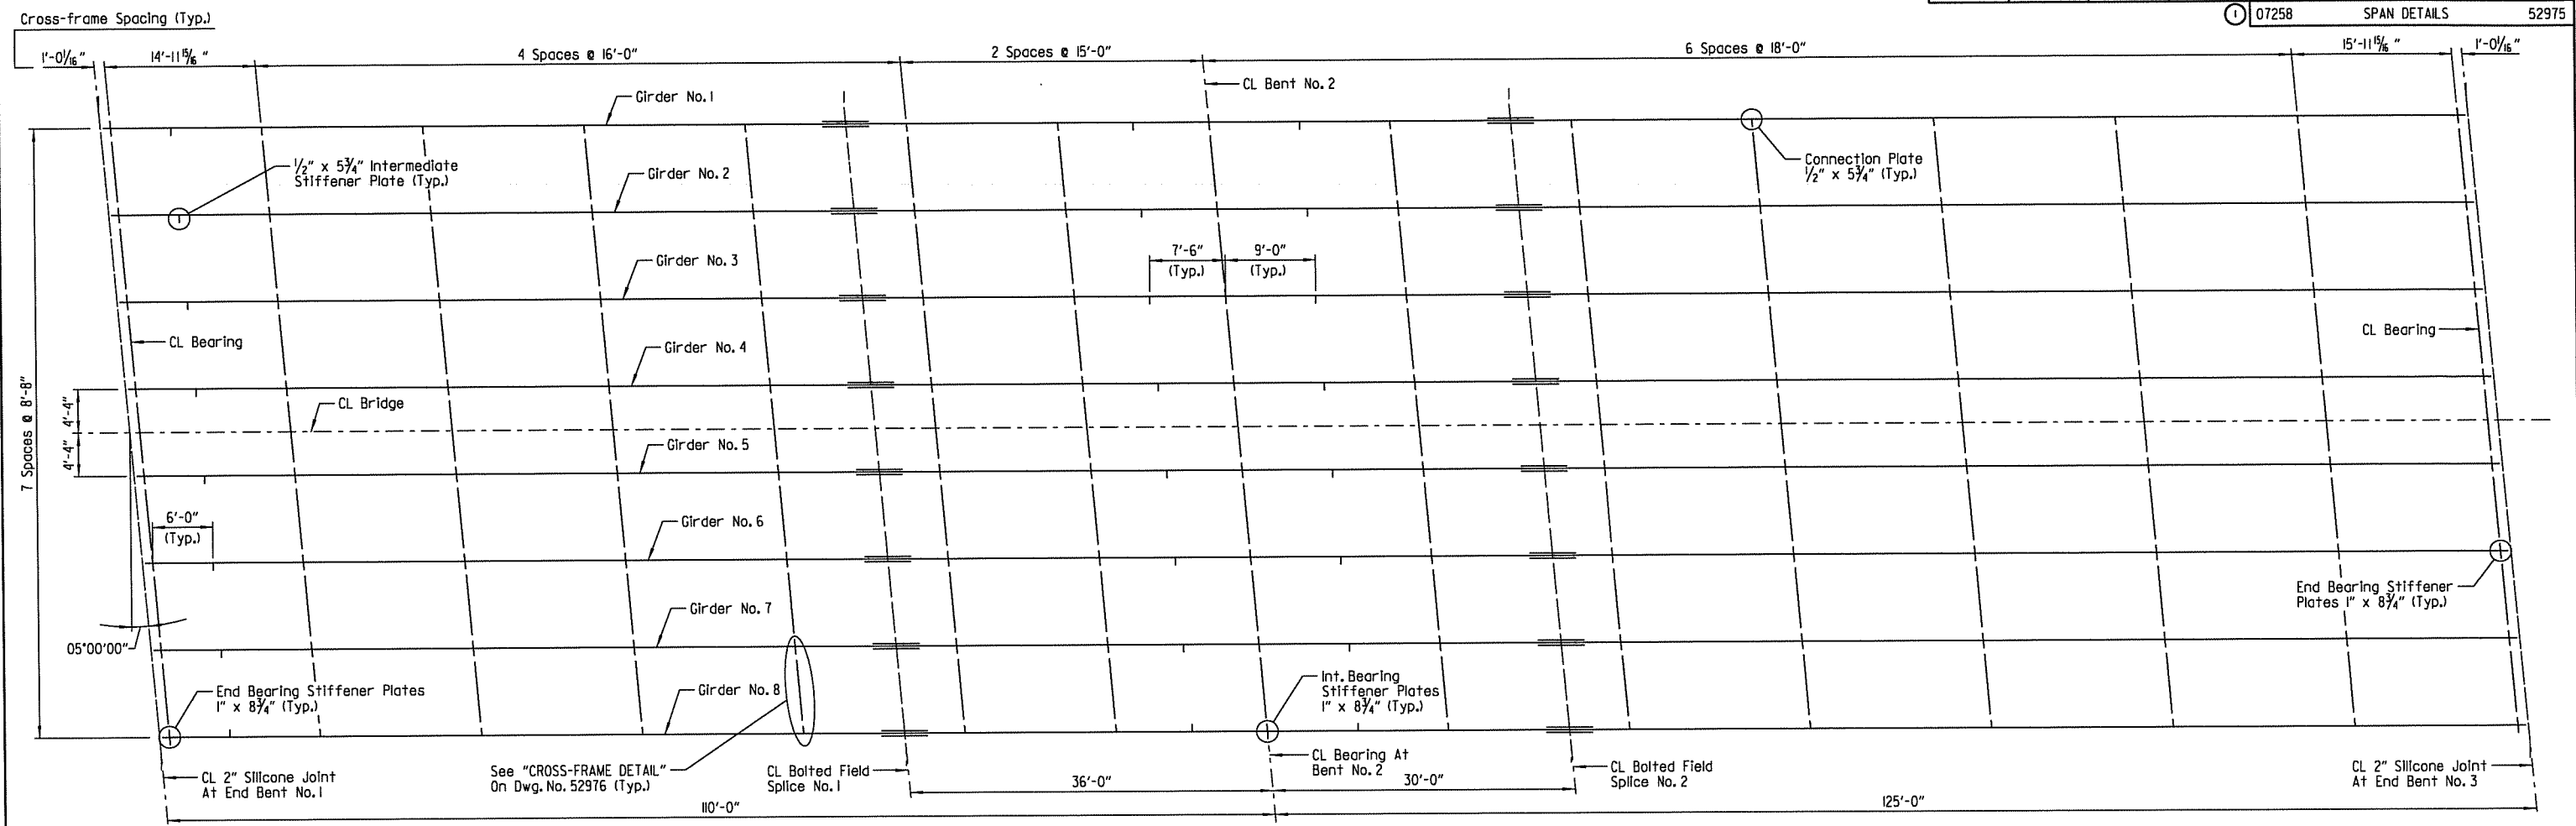 Cross-frame Spacing (Typ.)
1 07258 SPAN DETAILS 52975
1'-0 1/16" 14'-11 15/16" 4 Spaces @ 16'-0" 2 Spaces @ 15'-0" 6 Spaces @ 18'-0" 15'-11 15/16" 1'-0 1/16"
CL Bent No. 2
Girder No. 1
1/2" x 5 3/4" Intermediate
Stiffener Plate (Typ.)
Girder No. 2
Connection Plate
1/2" x 5 3/4" (Typ.)
Girder No. 3
7'-6" 9'-0"
(Typ.) (Typ.)
CL Bearing
Girder No. 4
CL Bearing
7 Spaces @ 8'-8"
4'-4"
4'-4"
CL Bridge
Girder No. 5
6'-0"
(Typ.)
Girder No. 6
End Bearing Stiffener
Plates 1" x 8 3/4" (Typ.)
Girder No. 7
05°00'00"
End Bearing Stiffener Plates
1" x 8 3/4" (Typ.)
Girder No. 8
Int. Bearing
Stiffener Plates
1" x 8 3/4" (Typ.)
CL 2" Silicone Joint
At End Bent No. 1
See "CROSS-FRAME DETAIL"
On Dwg. No. 52976 (Typ.)
CL Bolted Field
Splice No. 1
CL Bearing At
Bent No. 2
CL Bolted Field
Splice No. 2
CL 2" Silicone Joint
At End Bent No. 3
36'-0" 30'-0"
110'-0" 125'-0"